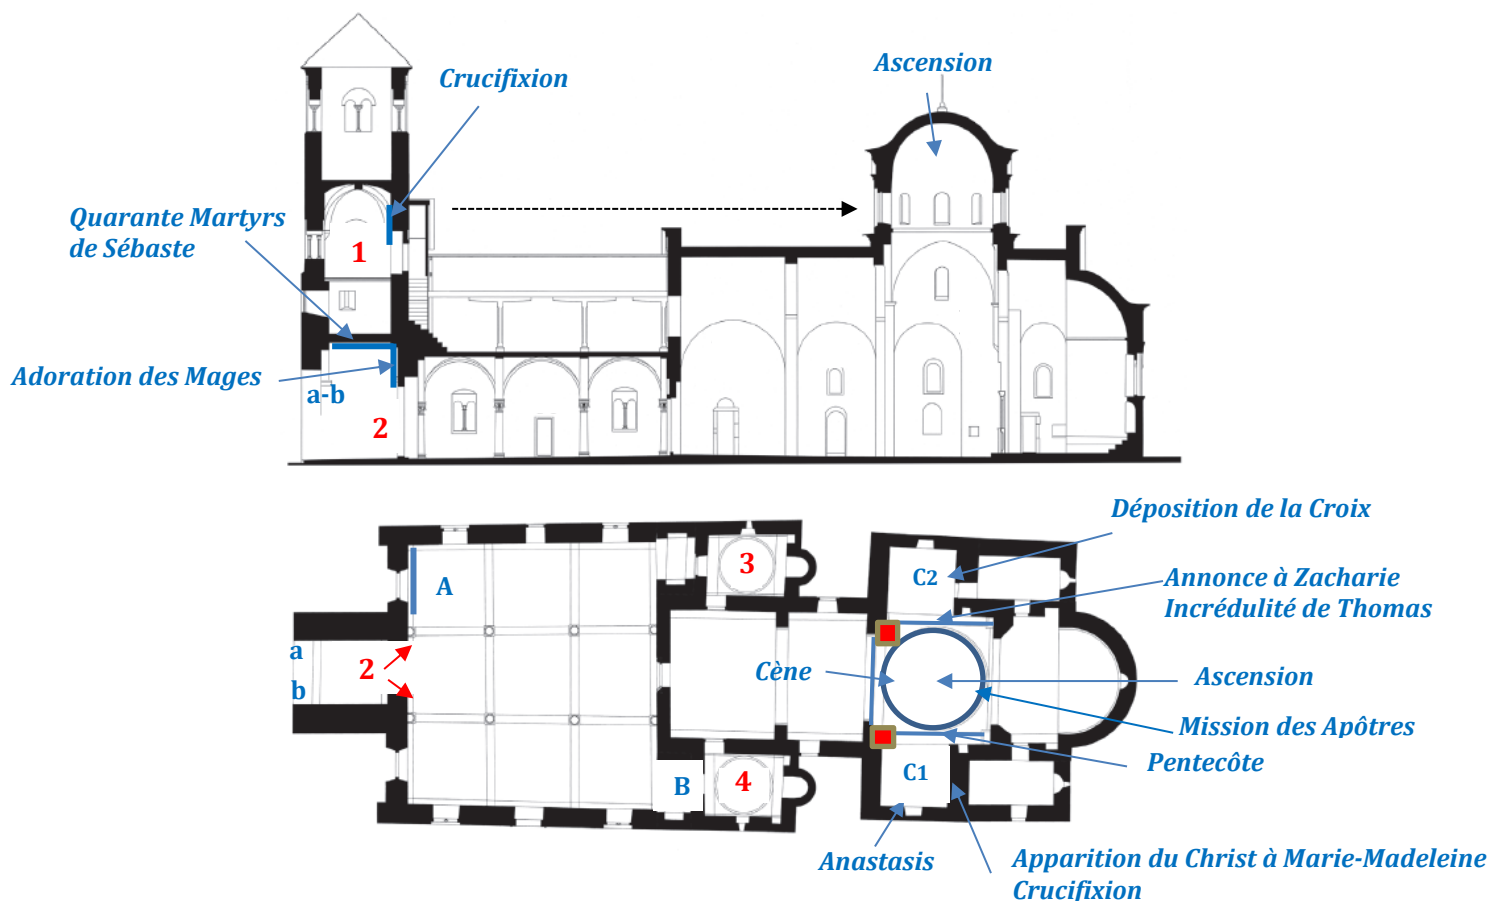 Crucifixion
Ascension
Quarante Martyrs
de Sébaste
1
Adoration des Mages
a-b
2
Déposition de la Croix
3
C2
A
Annonce à Zacharie
Incrédulité de Thomas
a
2
b
Cène
Ascension
Mission des Apôtres
Pentecôte
B
4
C1
Anastasis
Apparition du Christ à Marie-Madeleine
Crucifixion